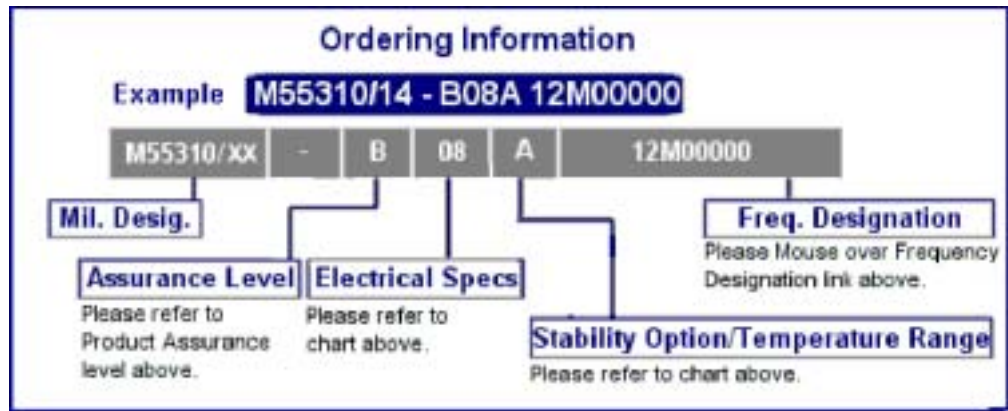 Ordering Information
Example M55310/14 - B08A 12M00000
M55310/XX - B 08 A 12M00000
Mil. Desig.
Freq. Designation
Please Mouse over Frequency
Designation link above.
Assurance Level
Please refer to
Product Assurance
level above.
Electrical Specs
Please refer to
chart above.
Stability Option/Temperature Range
Please refer to chart above.